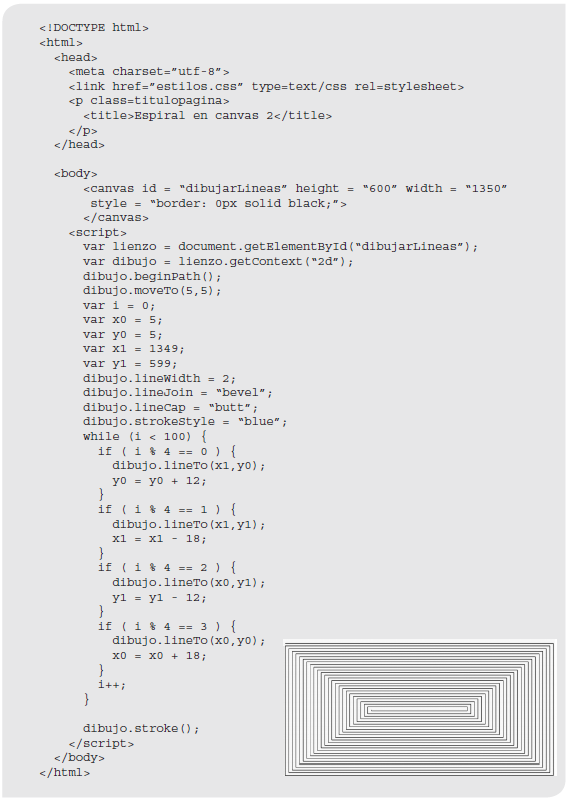 <!DOCTYPE html>
<html>
  <head>
    <meta charset=”utf-8”>
    <link href=”estilos.css” type=text/css rel=stylesheet>
    <p class=titulopagina>
      <title>Espiral en canvas 2</title>
    </p>
  </head>

  <body>
      <canvas id = “dibujarLineas” height = “600” width = “1350”
       style = “border: 0px solid black;”>
      </canvas>
    <script>
      var lienzo = document.getElementById(“dibujarLineas”);
      var dibujo = lienzo.getContext(“2d”);
      dibujo.beginPath();
      dibujo.moveTo(5,5);
      var i = 0;
      var x0 = 5;
      var y0 = 5;
      var x1 = 1349;
      var y1 = 599;
      dibujo.lineWidth = 2;
      dibujo.lineJoin = “bevel”;
      dibujo.lineCap = “butt”;
      dibujo.strokeStyle = “blue”;
      while (i < 100) {
        if ( i % 4 == 0 ) {
          dibujo.lineTo(x1,y0);
          y0 = y0 + 12;
        }
        if ( i % 4 == 1 ) {
          dibujo.lineTo(x1,y1);
          x1 = x1 - 18;
        }
        if ( i % 4 == 2 ) {
          dibujo.lineTo(x0,y1);
          y1 = y1 - 12;
        }
        if ( i % 4 == 3 ) {
          dibujo.lineTo(x0,y0);
          x0 = x0 + 18;
        }
        i++;
      }

      dibujo.stroke();
    </script>
  </body>
</html>